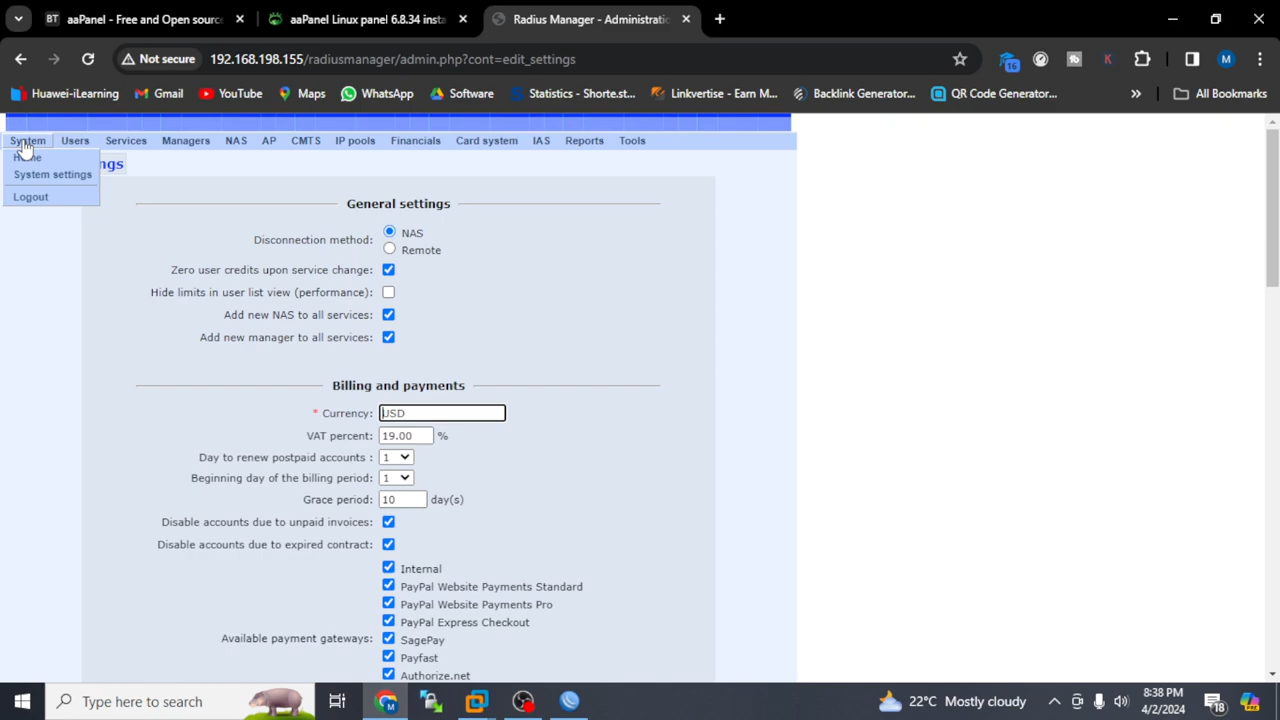 BT aaPanel - Free and Open source
aaPanel Linux panel 6.8.34 insta
Radius Manager - Administratio
Not secure 192.168.198.155/radiusmanager/admin.php?cont=edit_settings
16
K
M
Huawei-iLearning Gmail YouTube Maps WhatsApp Software Statistics - Shorte.st... Linkvertise - Earn M... Backlink Generator... QR Code Generator... » All Bookmarks
System Users Services Managers NAS AP CMTS IP pools Financials Card system IAS Reports Tools
Home
System settings
Logout
ngs
General settings
Disconnection method: NAS
Remote
Zero user credits upon service change:
Hide limits in user list view (performance):
Add new NAS to all services:
Add new manager to all services:
Billing and payments
* Currency: USD
VAT percent: 19.00 %
Day to renew postpaid accounts : 1
Beginning day of the billing period: 1
Grace period: 10 day(s)
Disable accounts due to unpaid invoices:
Disable accounts due to expired contract:
Internal
PayPal Website Payments Standard
PayPal Website Payments Pro
PayPal Express Checkout
Available payment gateways: SagePay
Payfast
Authorize.net
Type here to search
22°C Mostly cloudy
8:38 PM
4/2/2024
18